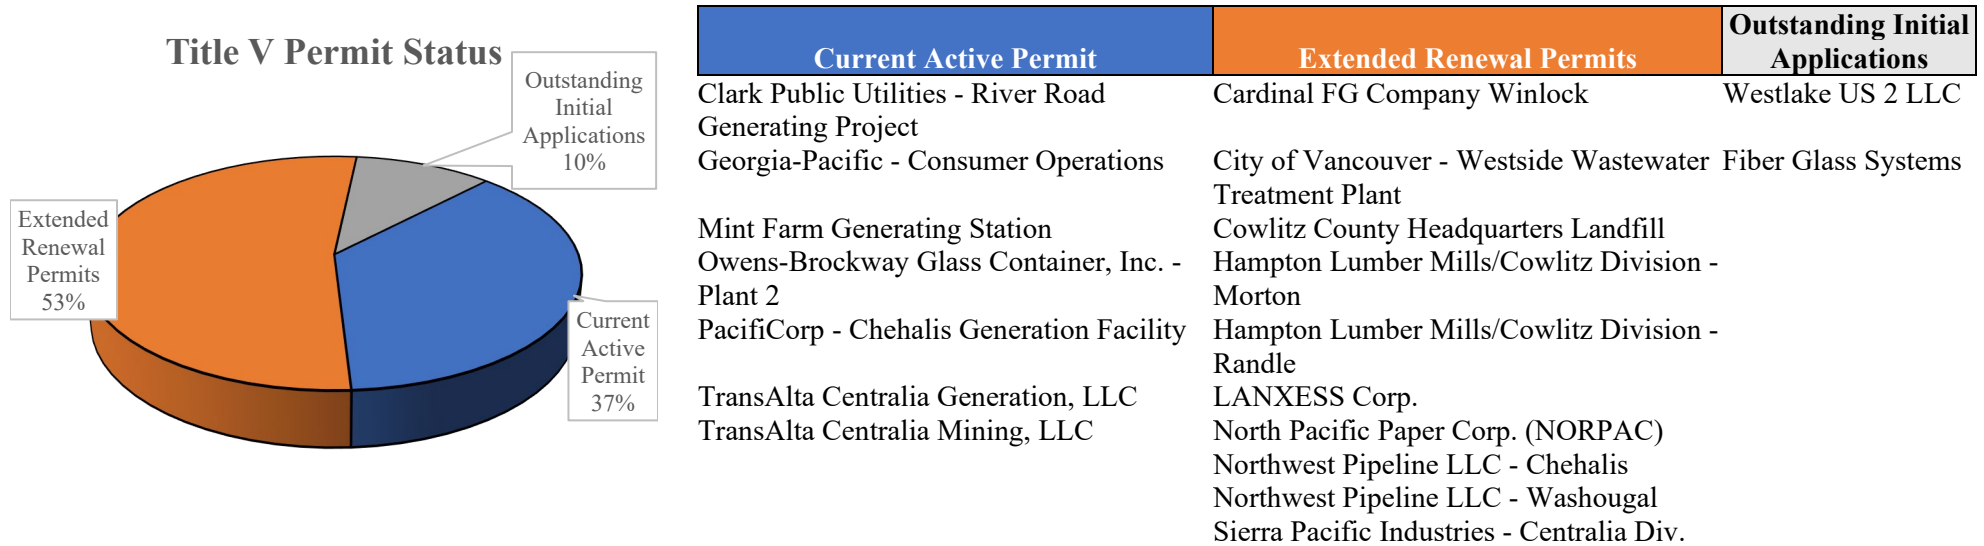 Title V Permit Status
Outstanding
Initial
Applications
10%
Extended
Renewal
Permits
53%
Current
Active
Permit
37%
Current Active Permit
Extended Renewal Permits
Outstanding Initial
Applications
Clark Public Utilities - River Road
Generating Project
Cardinal FG Company Winlock
Westlake US 2 LLC
Georgia-Pacific - Consumer Operations
City of Vancouver - Westside Wastewater
Treatment Plant
Fiber Glass Systems
Mint Farm Generating Station
Cowlitz County Headquarters Landfill
Owens-Brockway Glass Container, Inc. -
Plant 2
Hampton Lumber Mills/Cowlitz Division -
Morton
PacifiCorp - Chehalis Generation Facility
Hampton Lumber Mills/Cowlitz Division -
Randle
TransAlta Centralia Generation, LLC
LANXESS Corp.
TransAlta Centralia Mining, LLC
North Pacific Paper Corp. (NORPAC)
Northwest Pipeline LLC - Chehalis
Northwest Pipeline LLC - Washougal
Sierra Pacific Industries - Centralia Div.